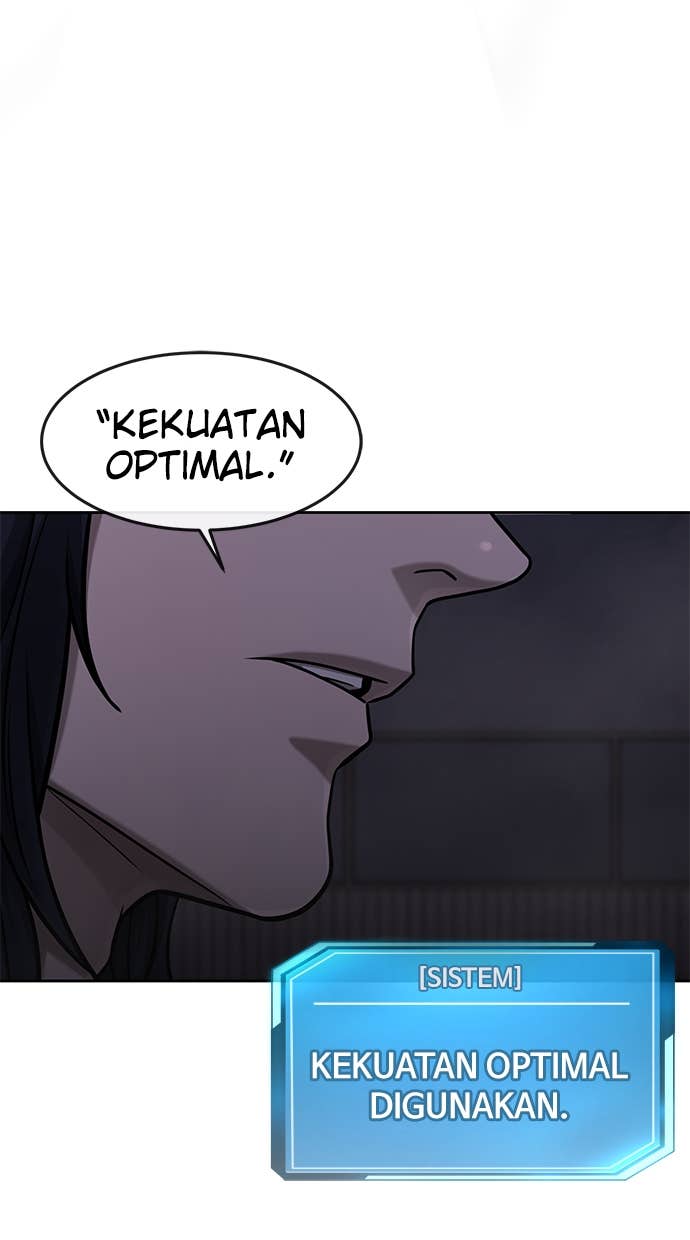 "KEKUATAN
OPTIMAL."
[SISTEM]
KEKUATAN OPTIMAL
DIGUNAKAN.